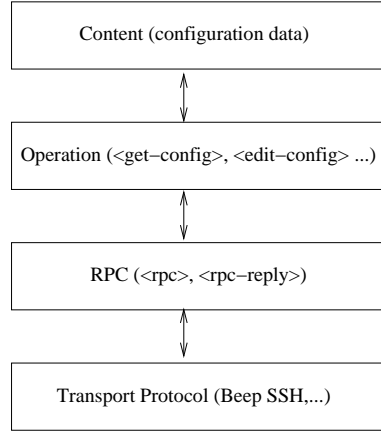 Content (configuration data)
Operation (<get−config>, <edit−config> ...)
RPC (<rpc>, <rpc−reply>)
Transport Protocol (Beep SSH,...)